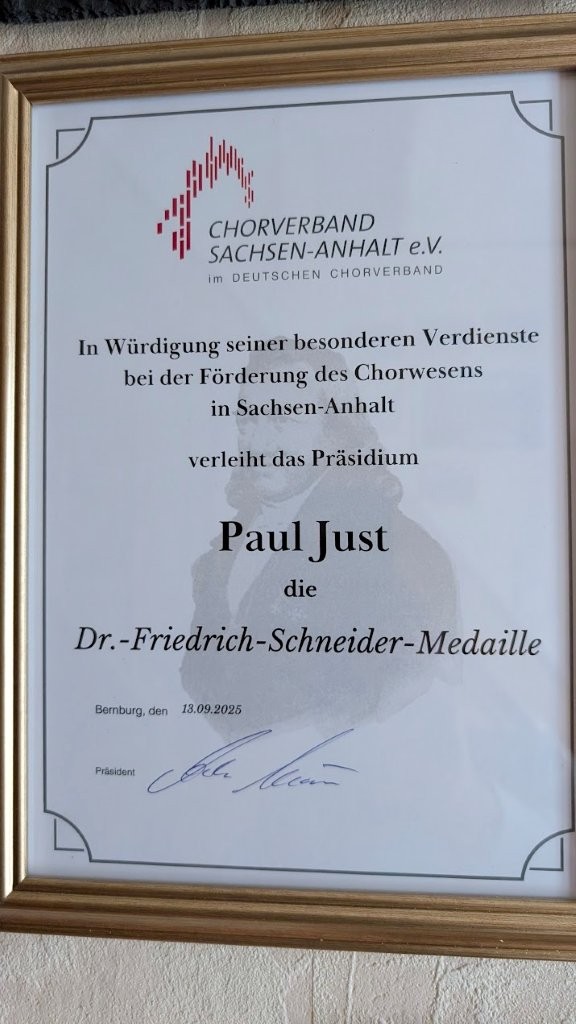 CHORVERBAND
SACHSEN-ANHALT e.V.
im DEUTSCHEN CHORVERBAND
In Würdigung seiner besonderen Verdienste
bei der Förderung des Chorwesens
in Sachsen-Anhalt
verleiht das Präsidium
Paul Just
die
Dr.-Friedrich-Schneider-Medaille
Bernburg, den 13.09.2025
Präsident